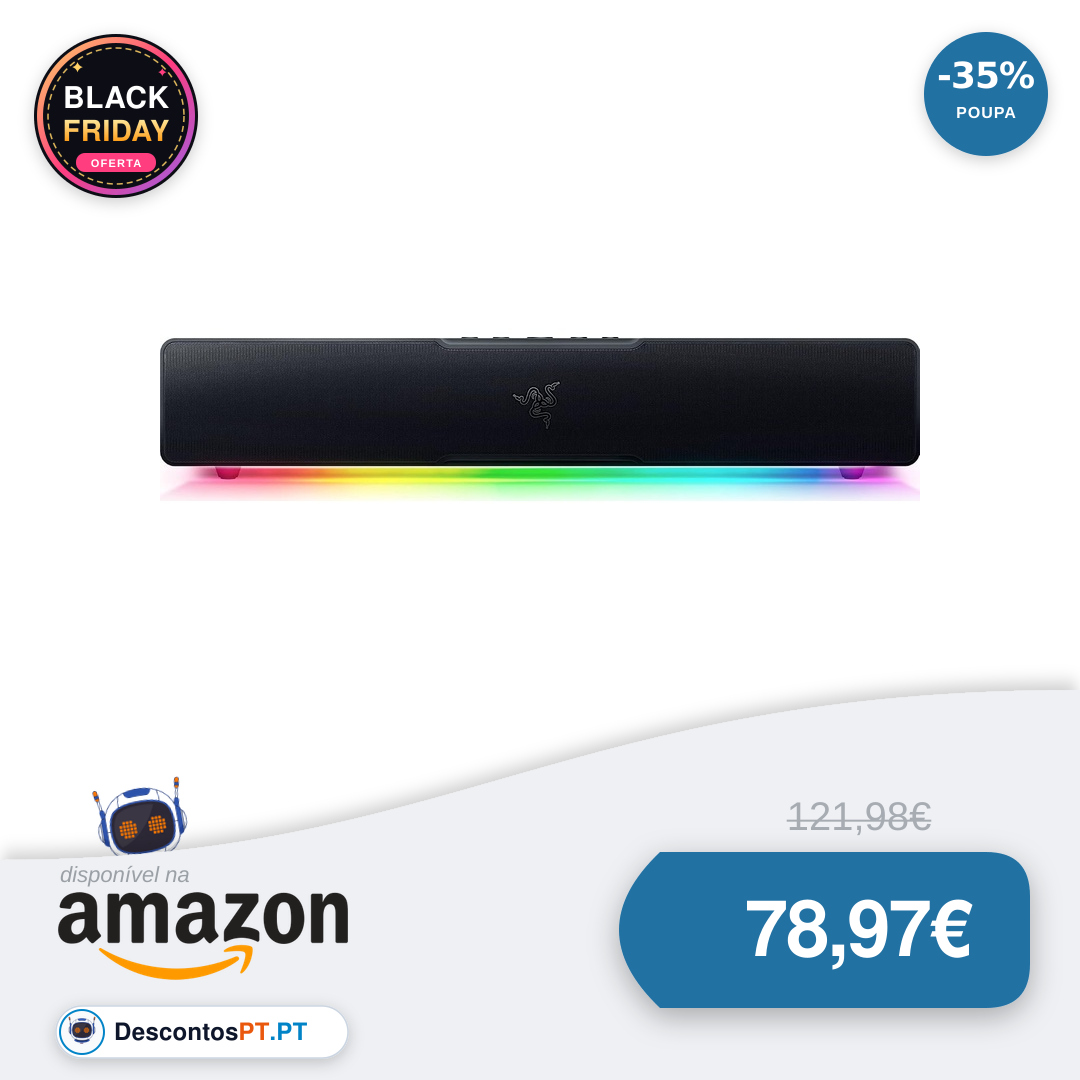 BLACK
FRIDAY
OFERTA
-35%
POUPA
121,98€
78,97€
disponível na
amazon
DescontosPT.PT